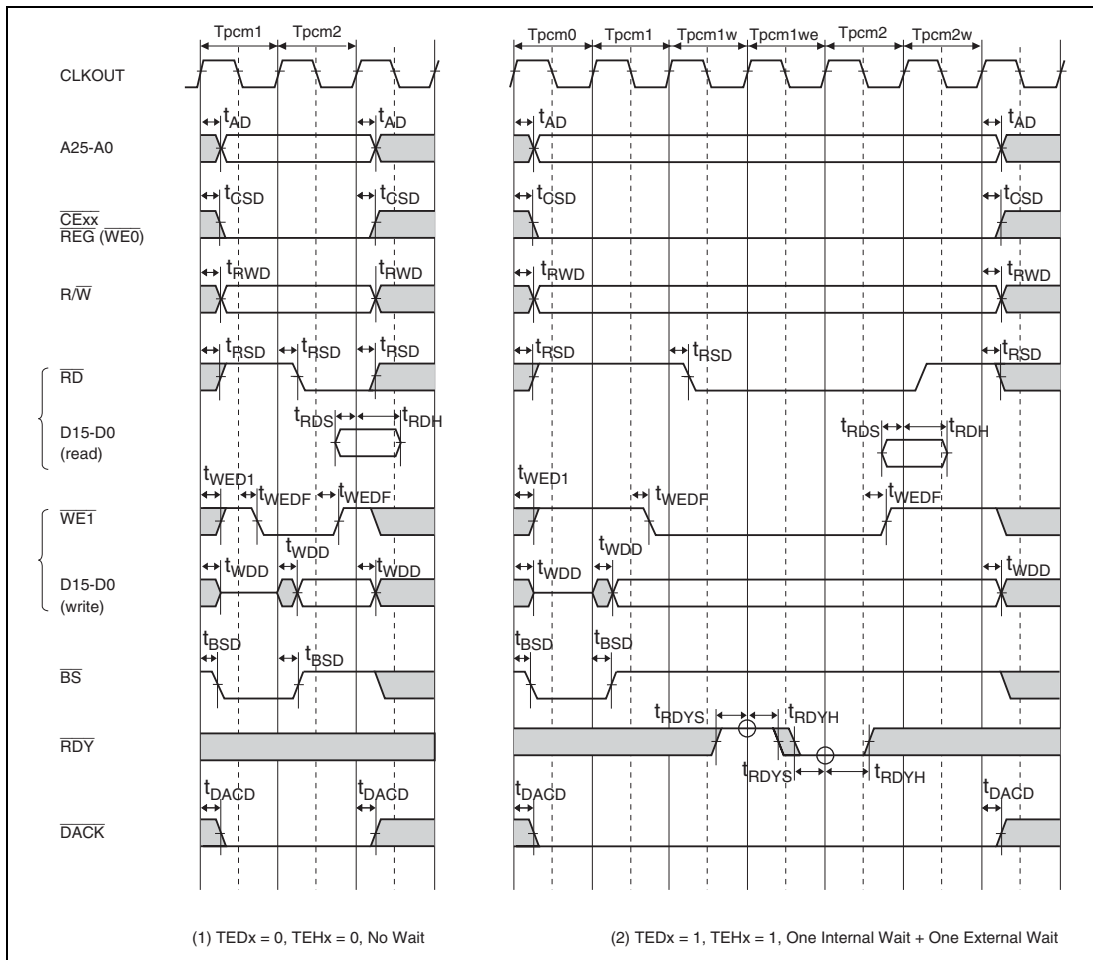 Tpcm1 Tpcm2 Tpcm0 Tpcm1 Tpcm1w Tpcm1we Tpcm2 Tpcm2w
CLKOUT
tAD tAD tAD tAD
A25-A0
tCSD tCSD tCSD tCSD
CExx
REG (WE0)
tRWD tRWD tRWD tRWD
R/W
tRSD tRSD tRSD tRSD tRSD tRSD
RD
tRDS tRDH tRDS tRDH
D15-D0
(read)
tWED1 tWEDF tWEDF tWED1 tWEDF tWEDF
WE1
tWDD tWDD
tWDD tWDD tWDD tWDD
D15-D0
(write)
tBSD tBSD tBSD tBSD
BS
tRDYS tRDYH
RDY
tRDYS tRDYH
tDACD tDACD tDACD tDACD
DACK
(1) TEDx = 0, TEHx = 0, No Wait
(2) TEDx = 1, TEHx = 1, One Internal Wait + One External Wait